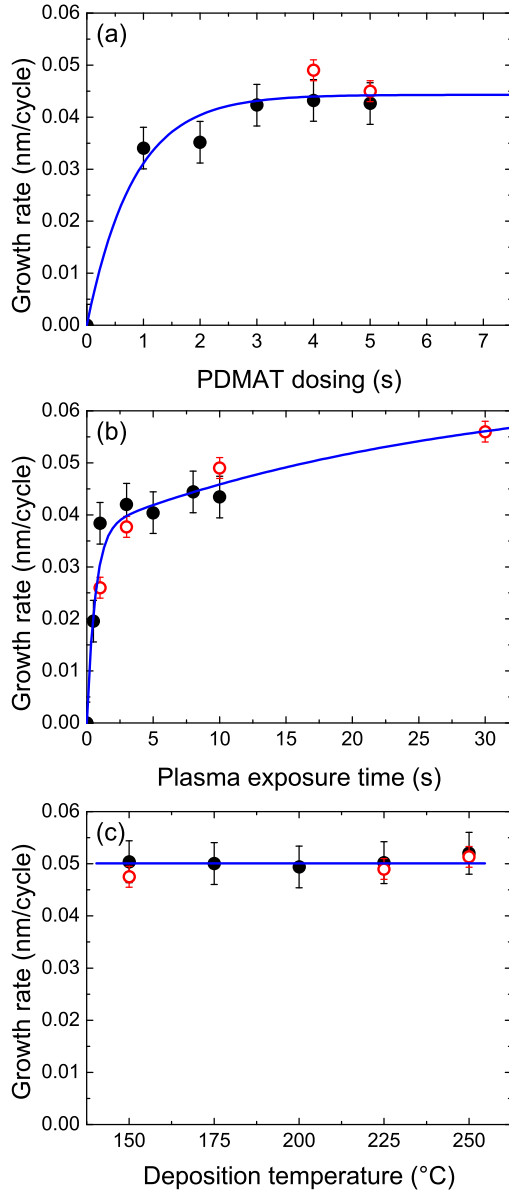 (a)
0.06
0.05
0.04
0.03
0.02
0.01
0.00
Growth rate (nm/cycle)
0 1 2 3 4 5 6 7
PDMAT dosing (s)
(b)
0.06
0.05
0.04
0.03
0.02
0.01
0.00
Growth rate (nm/cycle)
0 5 10 15 20 25 30
Plasma exposure time (s)
(c)
0.06
0.05
0.04
0.03
0.02
0.01
0.00
Growth rate (nm/cycle)
150 175 200 225 250
Deposition temperature (°C)